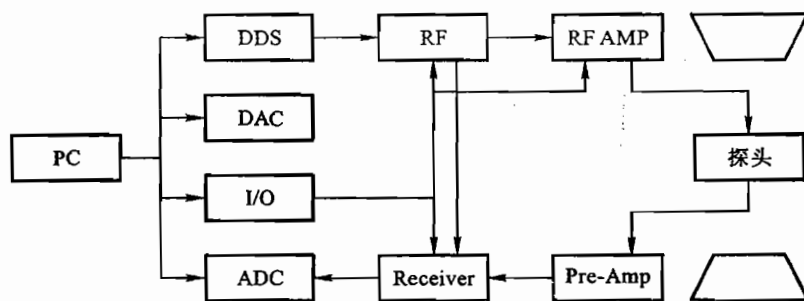 DDS
RF
RF AMP
DAC
PC
探头
I/O
ADC
Receiver
Pre-Amp